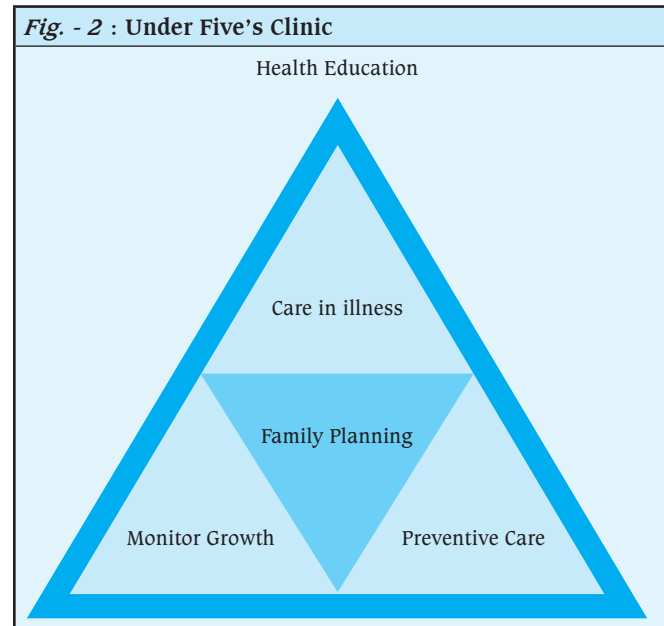 Fig. - 2 : Under Five’s Clinic
Health Education
Care in illness
Family Planning
Monitor Growth
Preventive Care